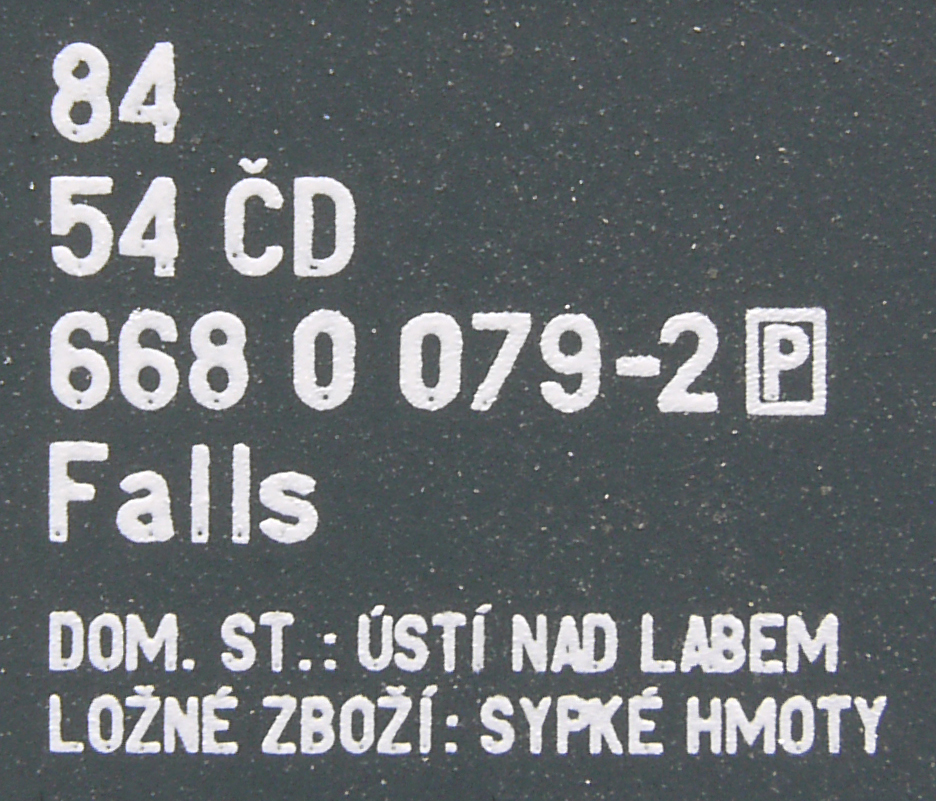 84
54 ČD
668 0 079-2 P
Falls
DOM. ST.: ÚSTÍ NAD LABEM
LOŽNÉ ZBOŽÍ: SYPKÉ HMOTY